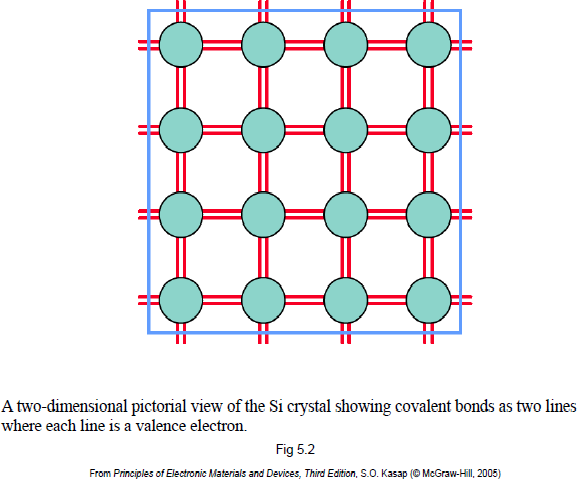 A two-dimensional pictorial view of the Si crystal showing covalent bonds as two lines
where each line is a valence electron.
Fig 5.2
From Principles of Electronic Materials and Devices, Third Edition, S.O. Kasap (© McGraw-Hill, 2005)